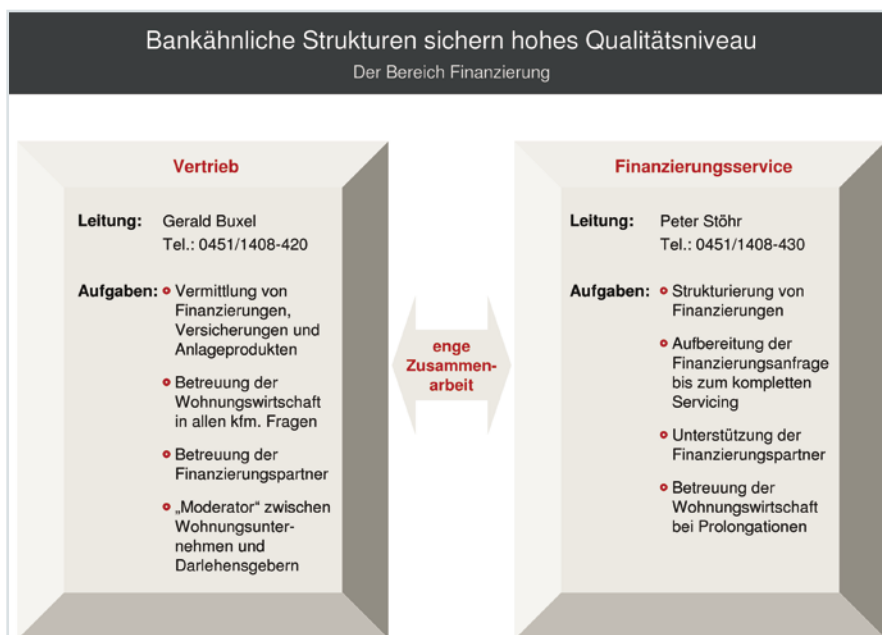 Bankähnliche Strukturen sichern hohes Qualitätsniveau
Der Bereich Finanzierung
Vertrieb
Leitung: Gerald Buxel
Tel.: 0451/1408-420
Aufgaben: Vermittlung von
Finanzierungen,
Versicherungen und
Anlageprodukten
Betreuung der
Wohnungswirtschaft
in allen kfm. Fragen
Betreuung der
Finanzierungspartner
„Moderator“ zwischen
Wohnungsunter-
nehmen und
Darlehensgebern
enge
Zusammen-
arbeit
Finanzierungsservice
Leitung: Peter Stöhr
Tel.: 0451/1408-430
Aufgaben: Strukturierung von
Finanzierungen
Aufbereitung der
Finanzierungsanfrage
bis zum kompletten
Servicing
Unterstützung der
Finanzierungspartner
Betreuung der
Wohnungswirtschaft
bei Prolongationen